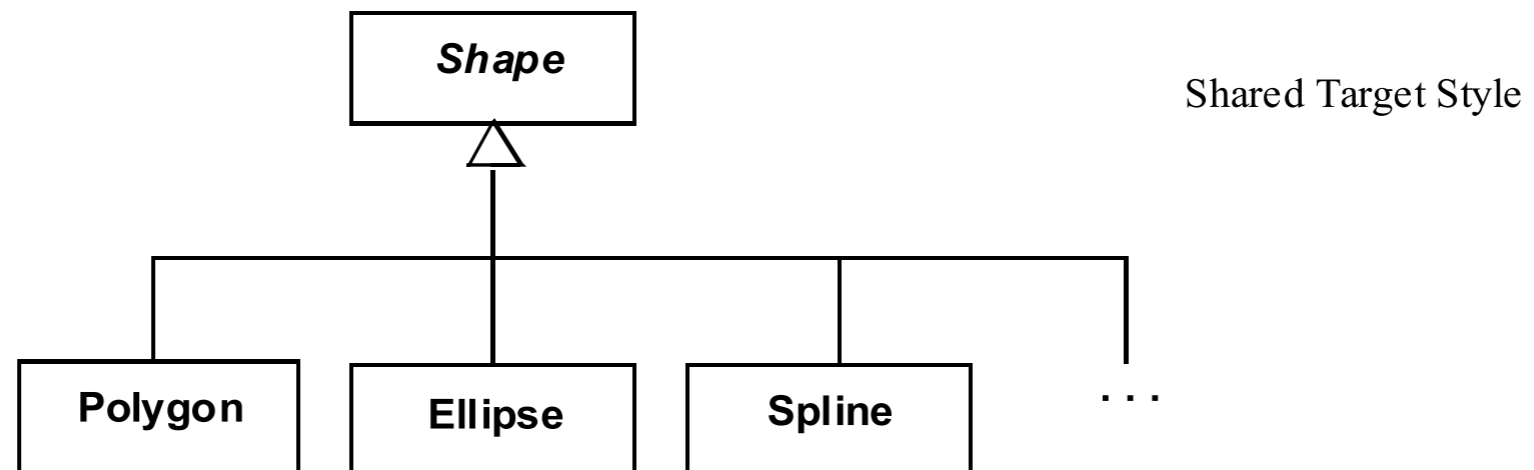 Shape
Shared Target Style
Polygon
Ellipse
Spline
. . .